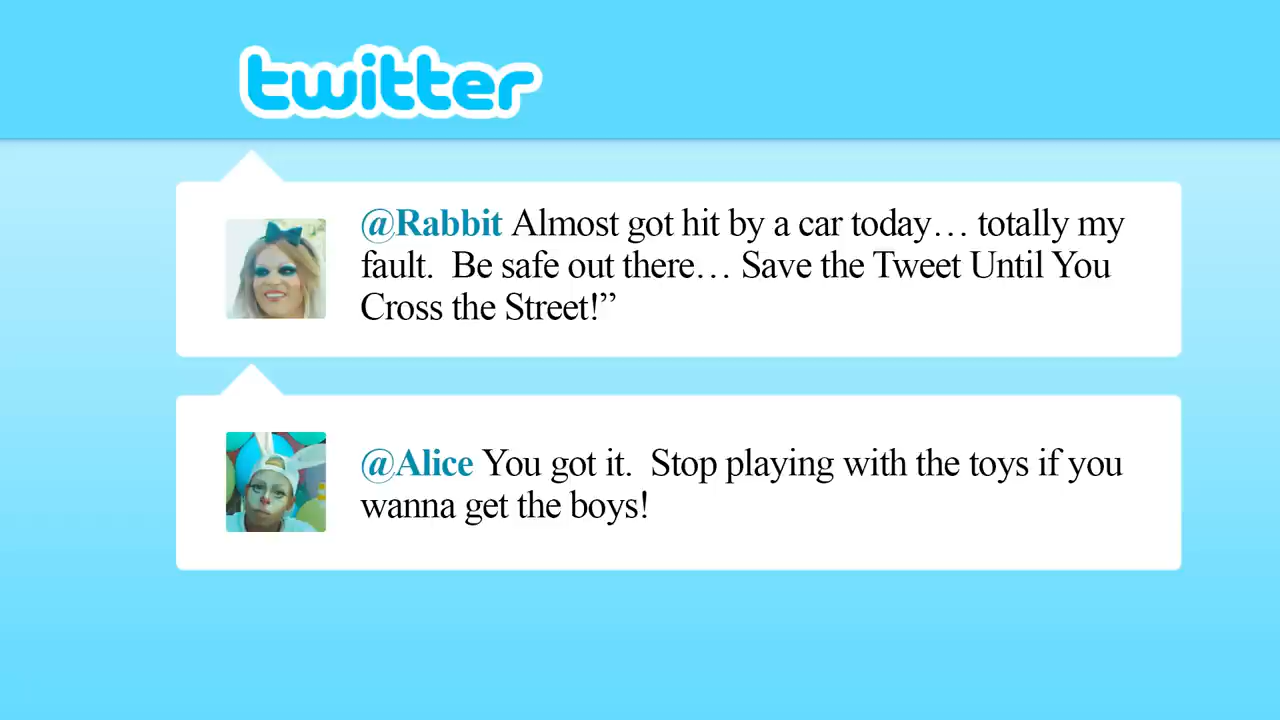 twitter
@Rabbit Almost got hit by a car today… totally my
fault.  Be safe out there… Save the Tweet Until You
Cross the Street!”
@Alice You got it.  Stop playing with the toys if you
wanna get the boys!